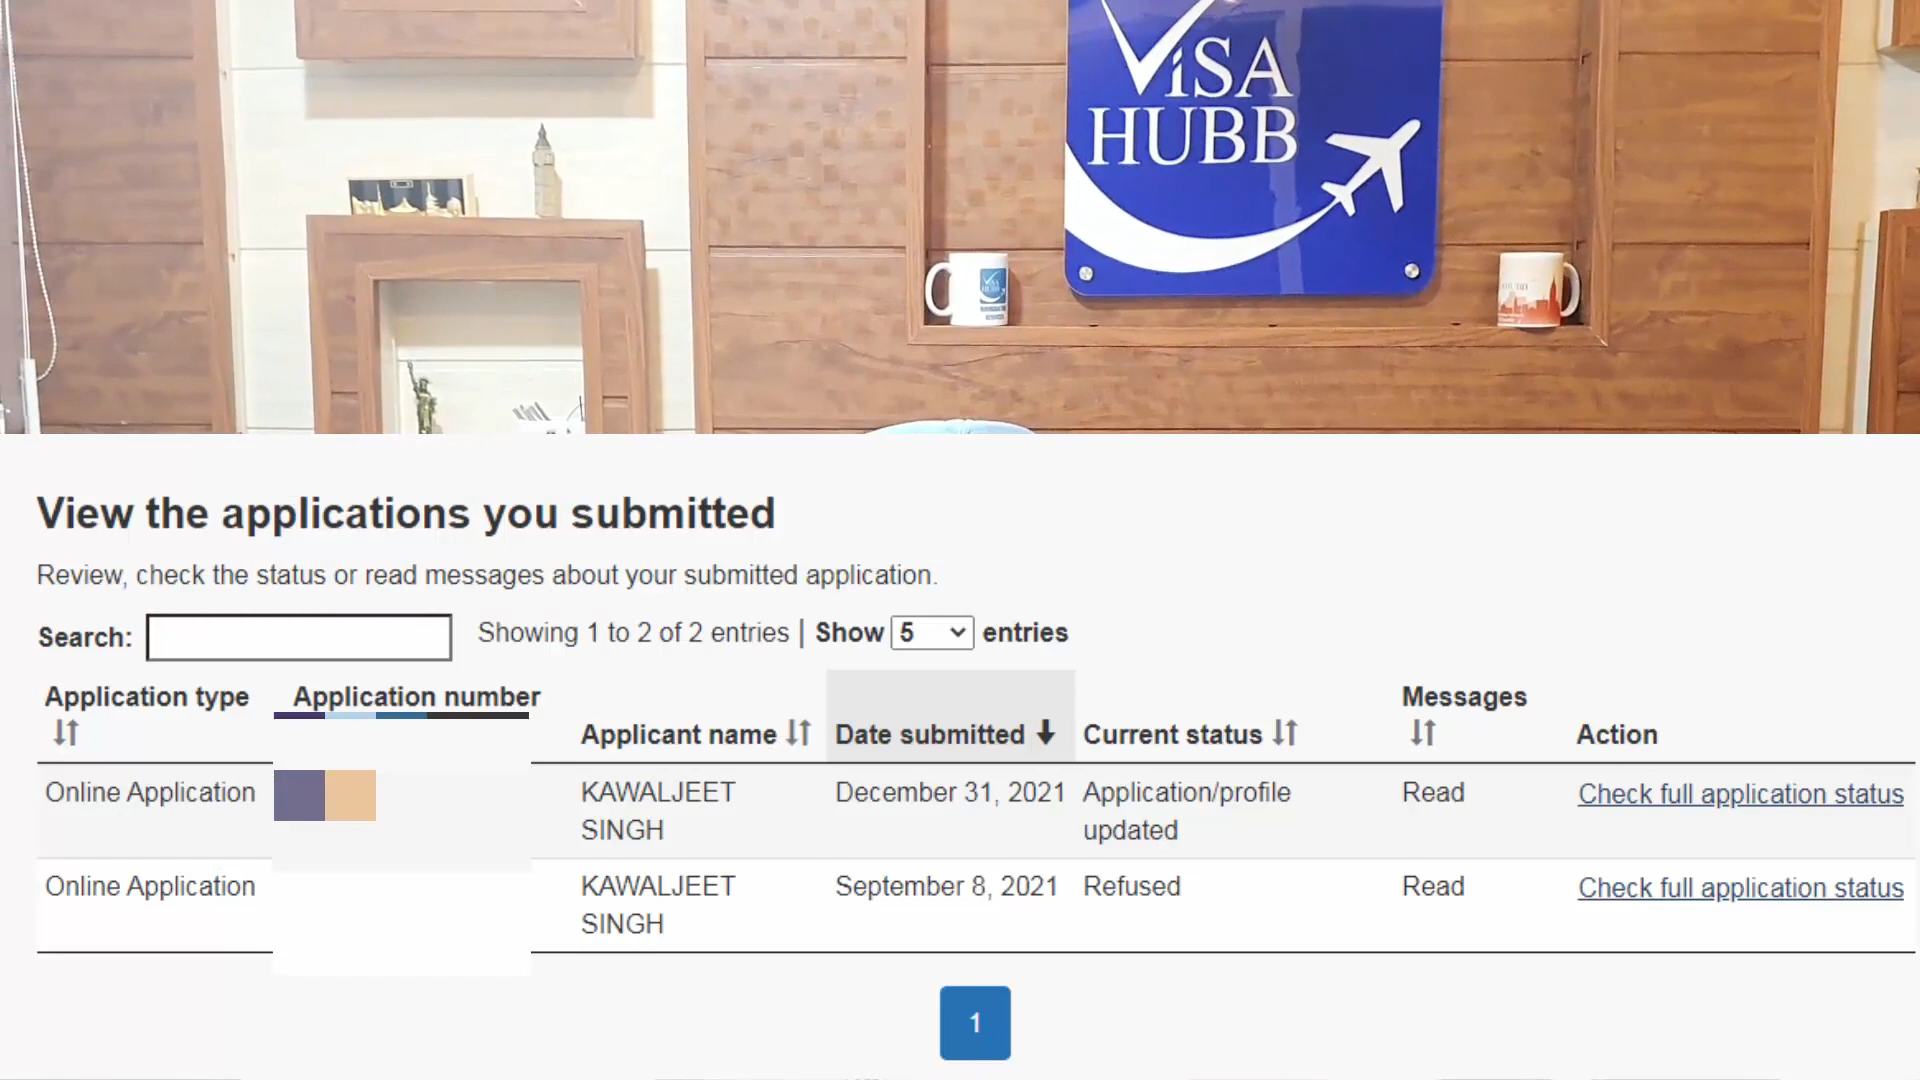 VISA
HUBB
View the applications you submitted
Review, check the status or read messages about your submitted application.
Search: Showing 1 to 2 of 2 entries | Show 5 entries
Application type Application number Applicant name Date submitted Current status Messages Action
Online Application KAWALJEET SINGH December 31, 2021 Application/profile updated Read Check full application status
Online Application KAWALJEET SINGH September 8, 2021 Refused Read Check full application status
1